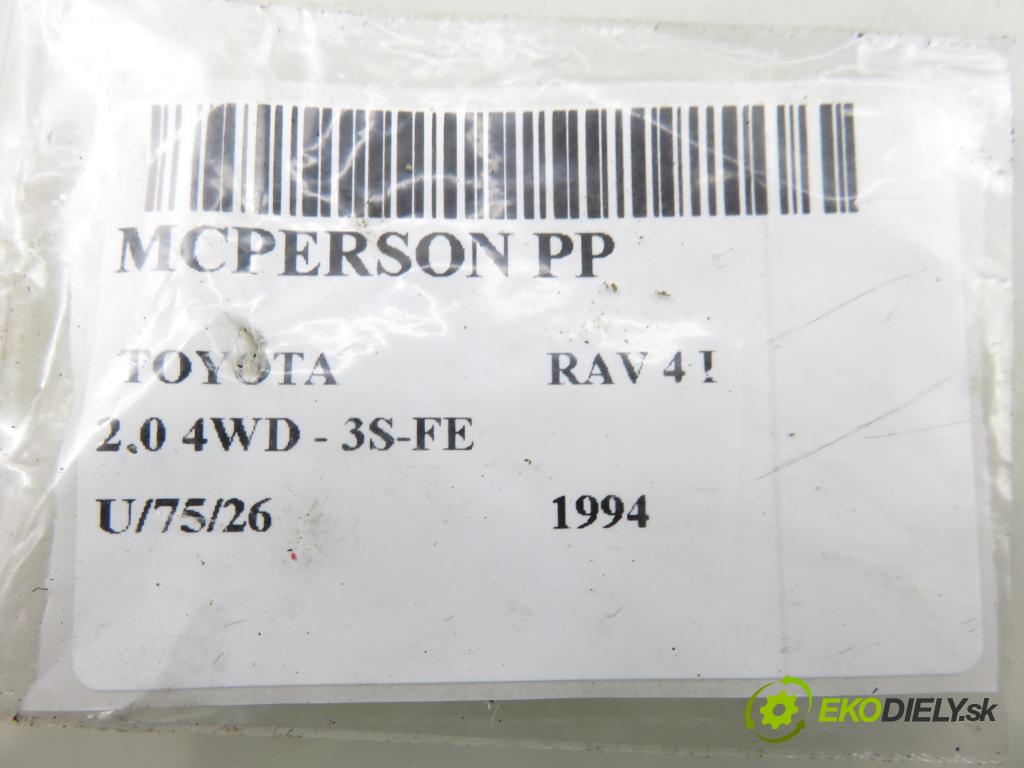 MCPERSON PP
TOYOTA RAV 4 I
2.0 4WD - 3S-FE
U/75/26 1994
EKODIELY.sk